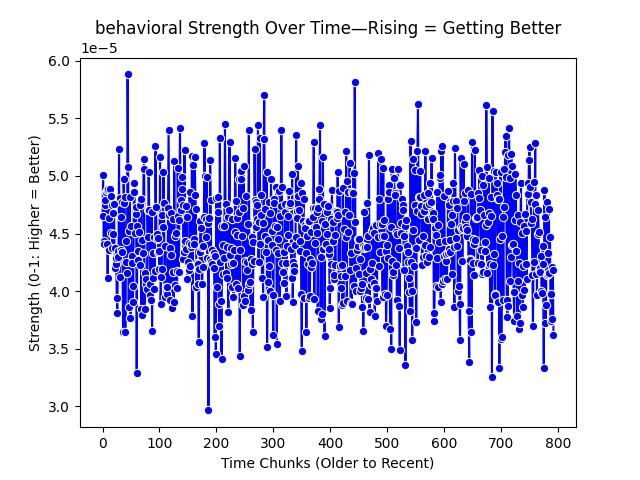 behavioral Strength Over Time—Rising = Getting Better
1e−5
6.0
5.5
5.0
4.5
4.0
3.5
3.0
Strength (0-1: Higher = Better)
0 100 200 300 400 500 600 700 800
Time Chunks (Older to Recent)